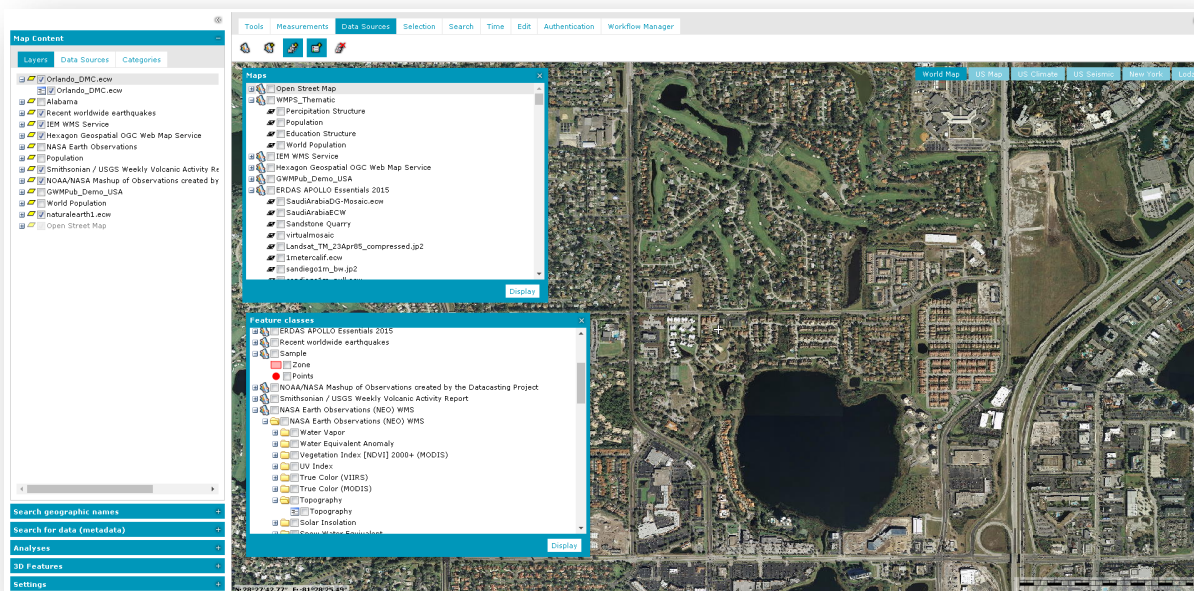 Tools Measurements Data Sources Selection Search Time Edit Authentication Workflow Manager
Map Content
Layers Data Sources Categories
Orlando_DMC.ecw
Orlando_DMC.ecw
Alabama
Recent worldwide earthquakes
IEM WMS Service
Hexagon Geospatial OGC Web Map Service
NASA Earth Observations
Population
Smithsonian / USGS Weekly Volcanic Activity Re
NOAA/NASA Mashup of Observations created by
GWMPub_Demo_USA
World Population
naturalearth1.ecw
Open Street Map
Search geographic names
Search for data (metadata)
Analyses
3D Features
Settings
World Map US Map US Climate US Seismic New York
Maps
Open Street Map
WMPS_Thematic
Percipitation Structure
Population
Education Structure
World Population
IEM WMS Service
Hexagon Geospatial OGC Web Map Service
GWMPub_Demo_USA
ERDAS APOLLO Essentials 2015
SaudiArabiaDG-Mosaic.ecw
SaudiArabiaECW
Sandstone Quarry
virtualmosaic
Landsat_TM_23Apr85_compressed.jp2
1metercalif.ecw
sandiego1m_bw.jp2
Display
Feature classes
ERDAS APOLLO Essentials 2015
Recent worldwide earthquakes
Sample
Zone
Points
NOAA/NASA Mashup of Observations created by the Datacasting Project
Smithsonian / USGS Weekly Volcanic Activity Report
NASA Earth Observations (NEO) WMS
NASA Earth Observations (NEO) WMS
Water Vapor
Water Equivalent Anomaly
Vegetation Index [NDVI] 2000+ (MODIS)
UV Index
True Color (VIIRS)
True Color (MODIS)
Topography
Topography
Solar Insolation
Snow Water Equivalent
Display